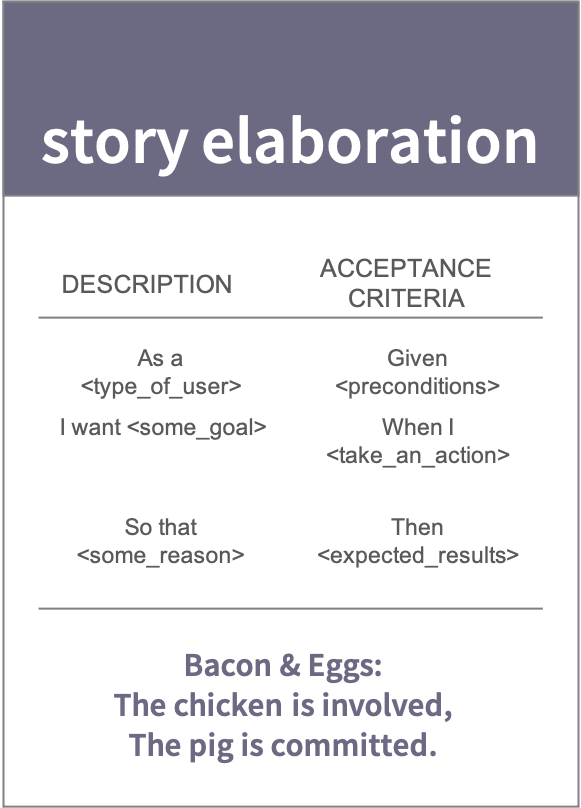 story elaboration
DESCRIPTION
ACCEPTANCE
CRITERIA
As a
<type_of_user>
Given
<preconditions>
I want <some_goal>
When I
<take_an_action>
So that
<some_reason>
Then
<expected_results>
Bacon & Eggs:
The chicken is involved,
The pig is committed.